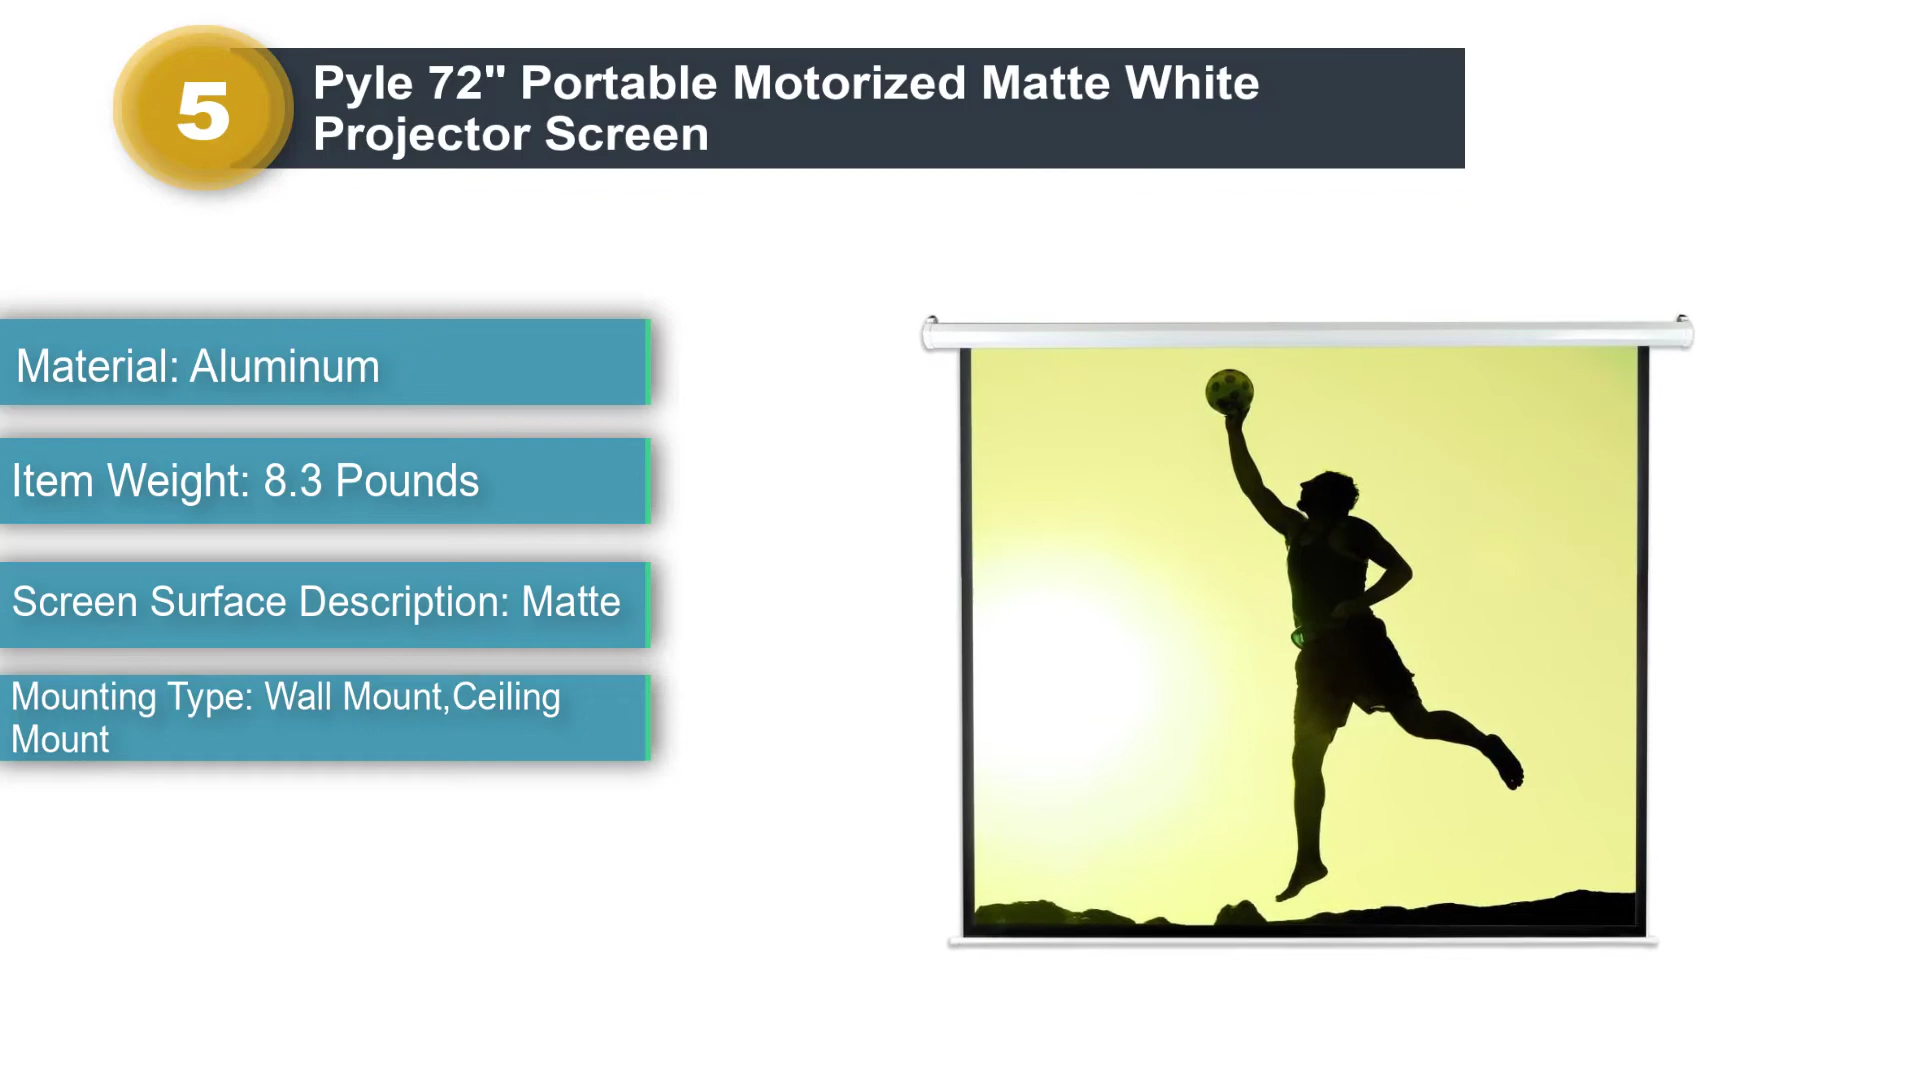 5
Pyle 72" Portable Motorized Matte White
Projector Screen
Material: Aluminum
Item Weight: 8.3 Pounds
Screen Surface Description: Matte
Mounting Type: Wall Mount,Ceiling
Mount